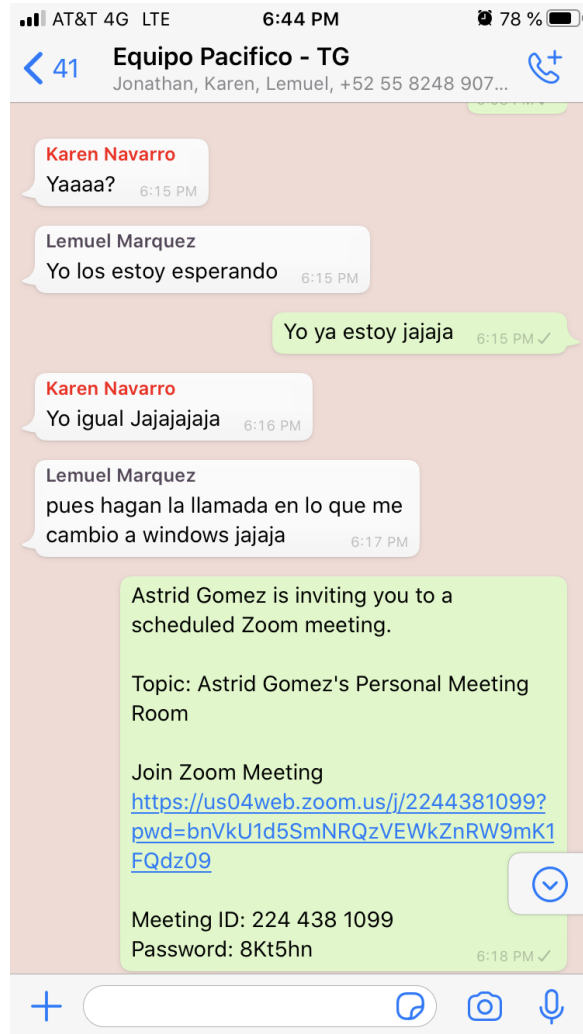 AT&T 4G LTE 6:44 PM 78 %
41 Equipo Pacifico - TG
Jonathan, Karen, Lemuel, +52 55 8248 907...
Karen Navarro
Yaaaa? 6:15 PM
Lemuel Marquez
Yo los estoy esperando 6:15 PM
Yo ya estoy jajaja 6:15 PM
Karen Navarro
Yo igual Jajajajaja 6:16 PM
Lemuel Marquez
pues hagan la llamada en lo que me
cambio a windows jajaja 6:17 PM
Astrid Gomez is inviting you to a
scheduled Zoom meeting.
Topic: Astrid Gomez's Personal Meeting
Room
Join Zoom Meeting
https://us04web.zoom.us/j/2244381099?
pwd=bnVkU1d5SmNRQzVEWkZnRW9mK1
FQdz09
Meeting ID: 224 438 1099
Password: 8Kt5hn 6:18 PM